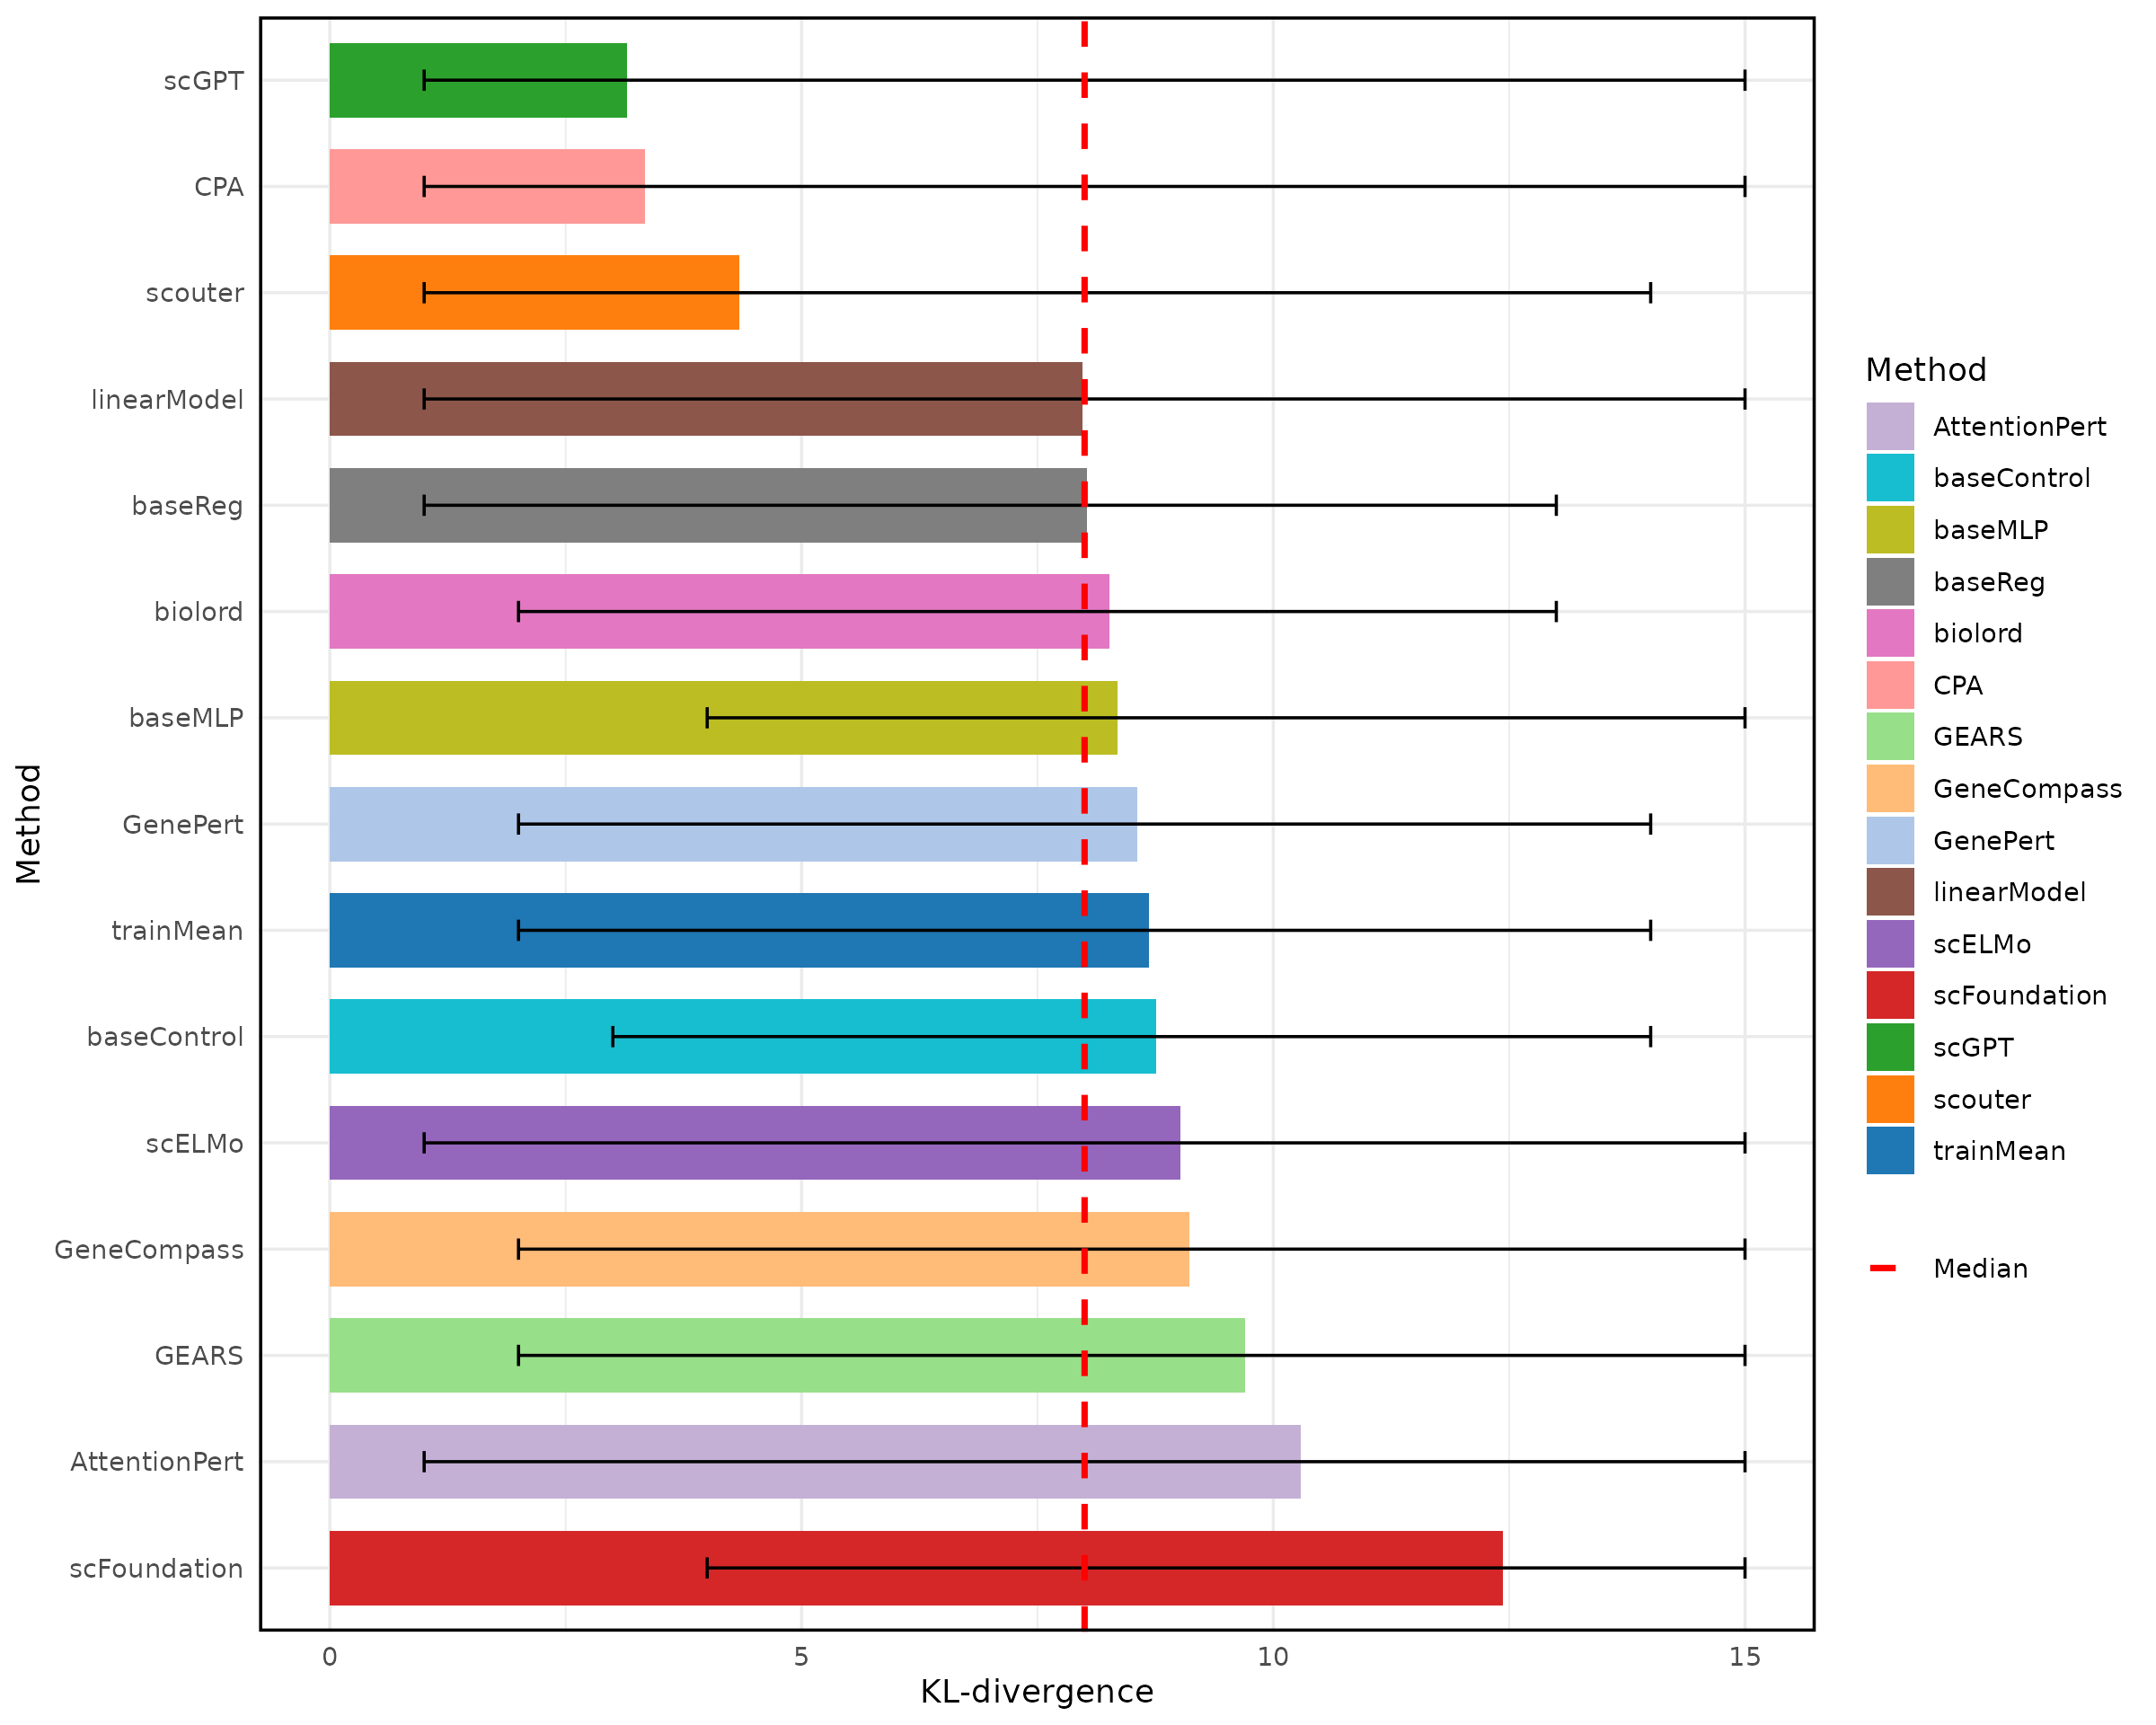 scGPT
CPA
scouter
linearModel
baseReg
biolord
baseMLP
GenePert
trainMean
baseControl
scELMo
GeneCompass
GEARS
AttentionPert
scFoundation
Method
0 5 10 15
KL-divergence
Method
AttentionPert
baseControl
baseMLP
baseReg
biolord
CPA
GEARS
GeneCompass
GenePert
linearModel
scELMo
scFoundation
scGPT
scouter
trainMean
Median